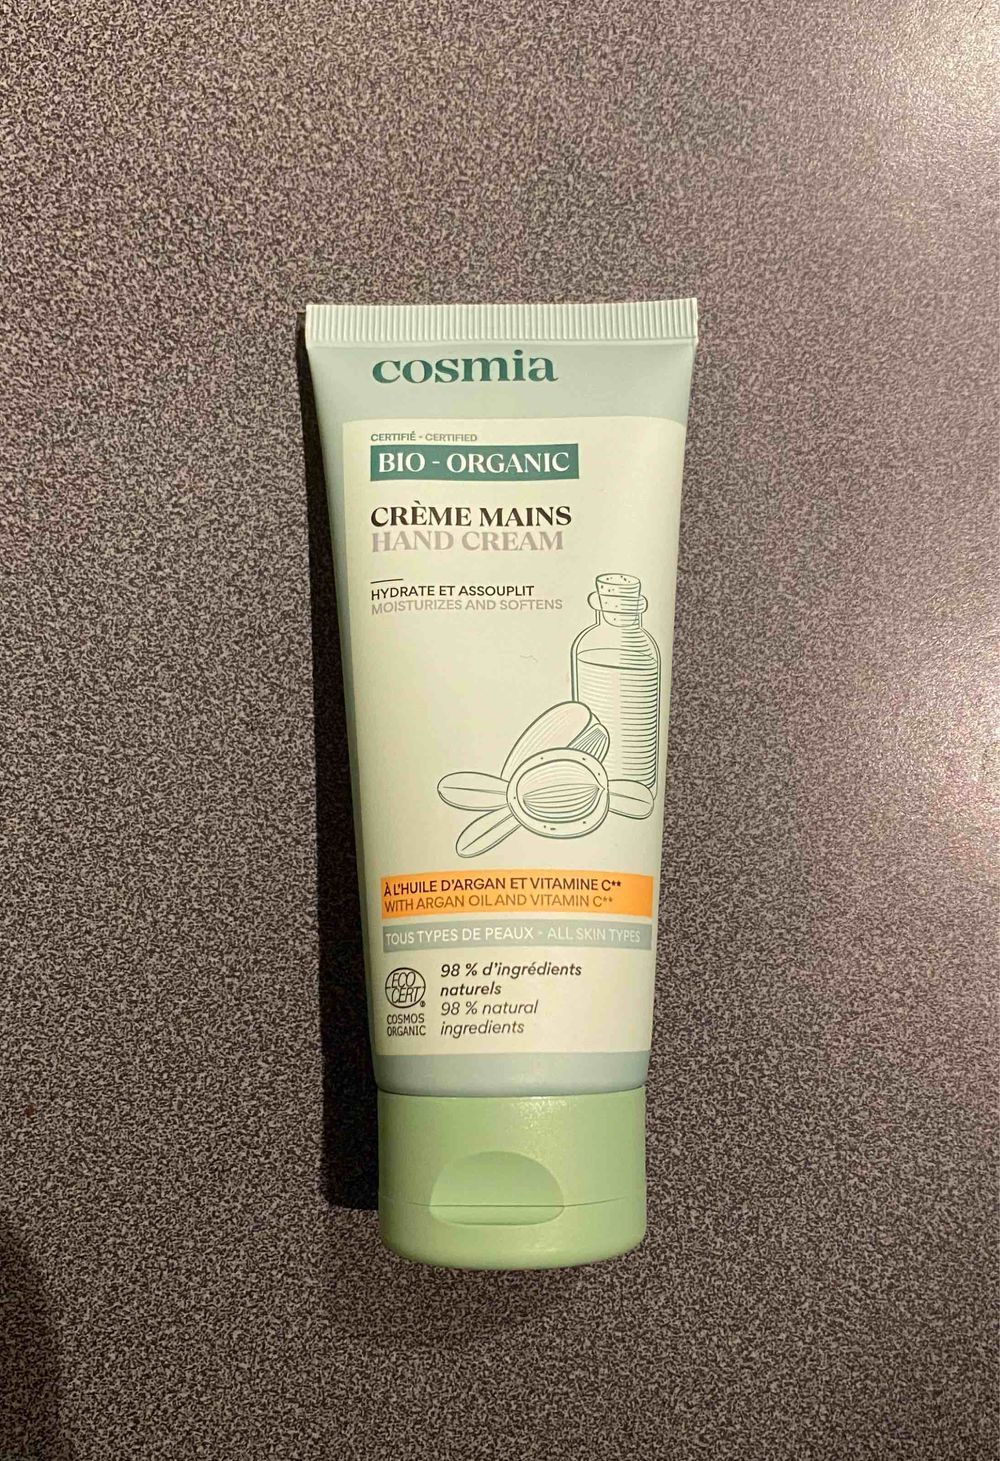 cosmia
CERTIFIÉ - CERTIFIED
BIO - ORGANIC
CRÈME MAINS
HAND CREAM
HYDRATE ET ASSOUPLIT
MOISTURIZES AND SOFTENS
À L'HUILE D'ARGAN ET VITAMINE C**
WITH ARGAN OIL AND VITAMIN C**
TOUS TYPES DE PEAUX - ALL SKIN TYPES
ECO
CERT®
COSMOS
ORGANIC
98 % d'ingrédients
naturels
98 % natural
ingredients